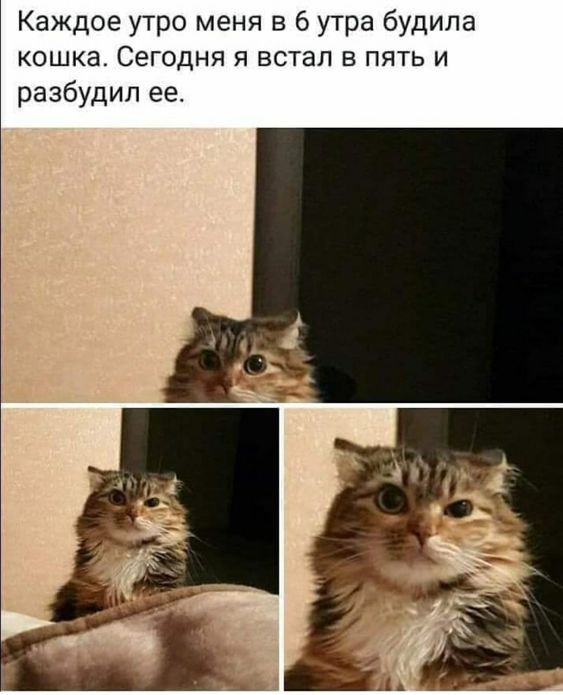 Каждое утро меня в 6 утра будила
кошка. Сегодня я встал в пять и
разбудил ее.